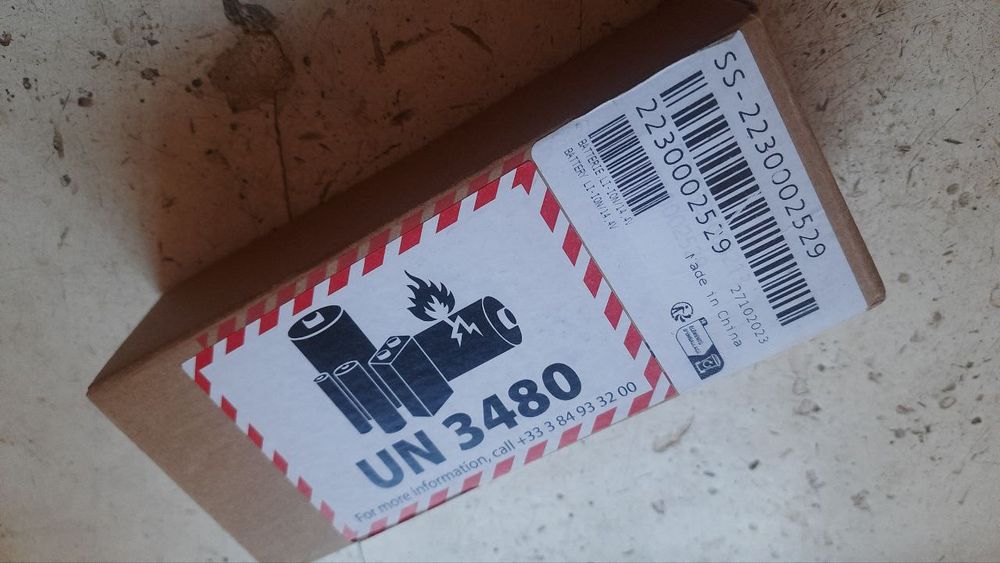 SS-2230002529
2230002529
BATTERIE LI-ION/14.4V
BATTERY LI-ION/14.4V
27102023
Made in China
UN 3480
For more information, call +33 3 84 93 32 00